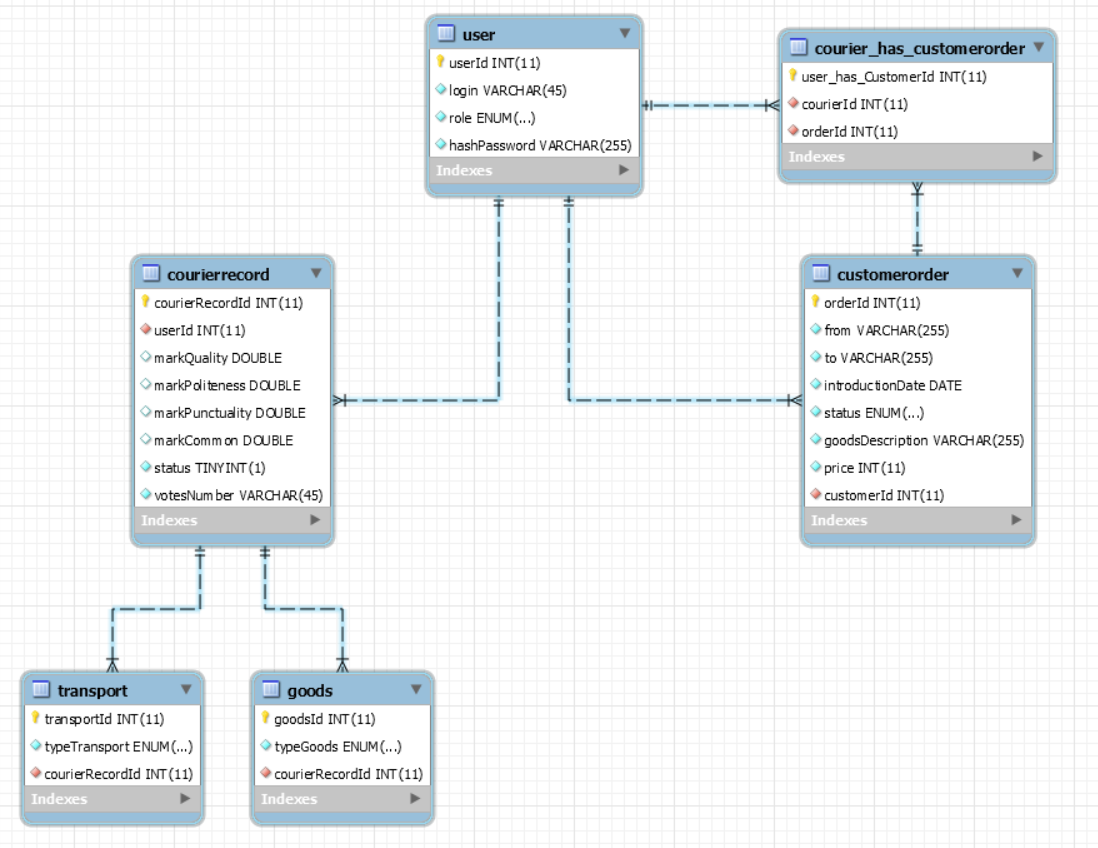 user
userId INT(11)
login VARCHAR(45)
role ENUM(...)
hashPassword VARCHAR(255)
Indexes
courier_has_customerorder
user_has_CustomerId INT(11)
courierId INT(11)
orderId INT(11)
Indexes
courierrecord
courierRecordId INT(11)
userId INT(11)
markQuality DOUBLE
markPoliteness DOUBLE
markPunctuality DOUBLE
markCommon DOUBLE
status TINYINT(1)
votesNumber VARCHAR(45)
Indexes
customerorder
orderId INT(11)
from VARCHAR(255)
to VARCHAR(255)
introductionDate DATE
status ENUM(...)
goodsDescription VARCHAR(255)
price INT(11)
customerId INT(11)
Indexes
transport
transportId INT(11)
typeTransport ENUM(...)
courierRecordId INT(11)
Indexes
goods
goodsId INT(11)
typeGoods ENUM(...)
courierRecordId INT(11)
Indexes